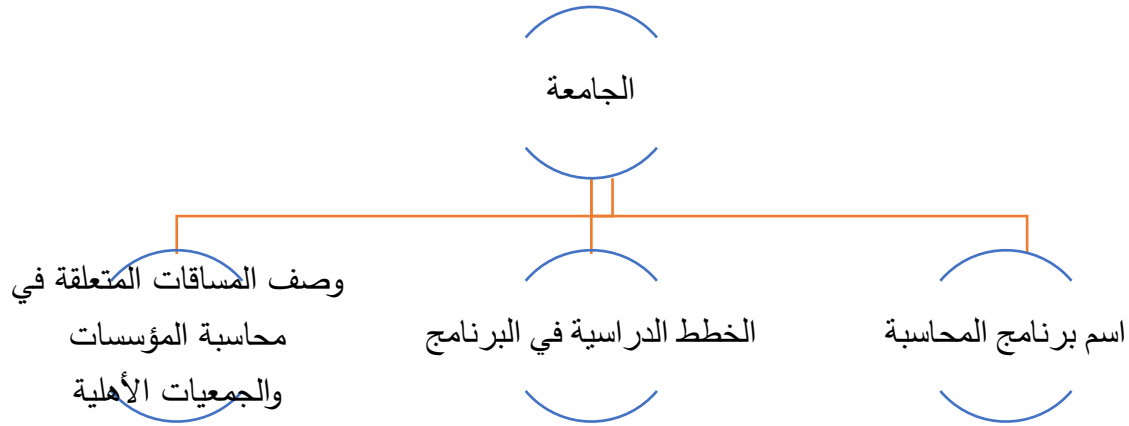 الجامعة
اسم برنامج المحاسبة
الخطط الدراسية في البرنامج
وصف المساقات المتعلقة في
محاسبة المؤسسات
والجمعيات الأهلية